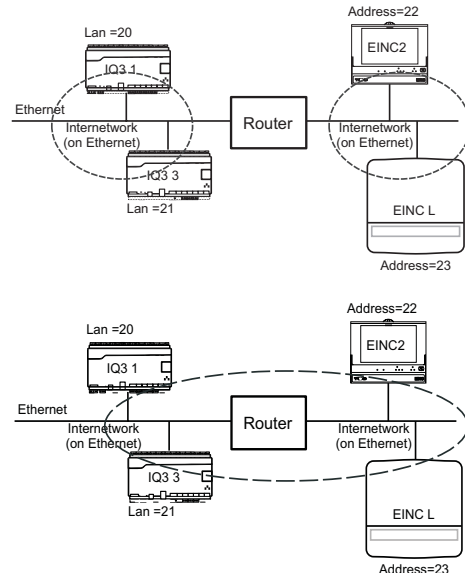 Address=22
Lan =20
EINC2
IQ3 1
Ethernet
Router
Internetwork
(on Ethernet)
Internetwork
(on Ethernet)
IQ3 3
Lan =21
EINC L
Address=23
Address=22
Lan =20
EINC2
IQ3 1
Ethernet
Router
Internetwork
(on Ethernet)
Internetwork
(on Ethernet)
IQ3 3
Lan =21
EINC L
Address=23